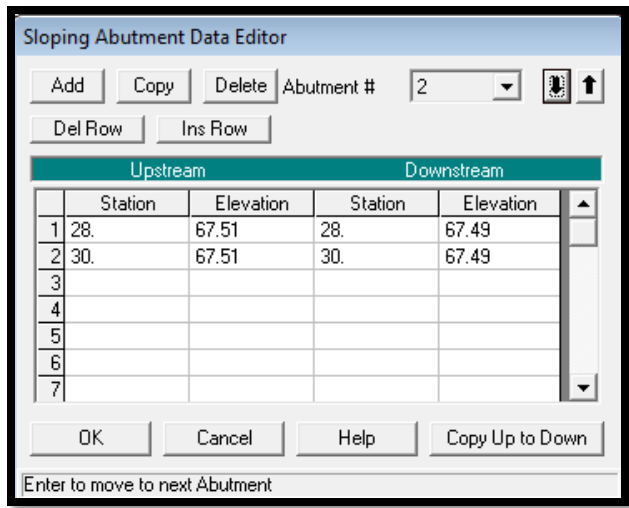 Sloping Abutment Data Editor
Add Copy Delete Abutment # 2
Del Row Ins Row
Upstream Downstream
Station Elevation Station Elevation
1 28. 67.51 28. 67.49
2 30. 67.51 30. 67.49
3
4
5
6
7
OK Cancel Help Copy Up to Down
Enter to move to next Abutment